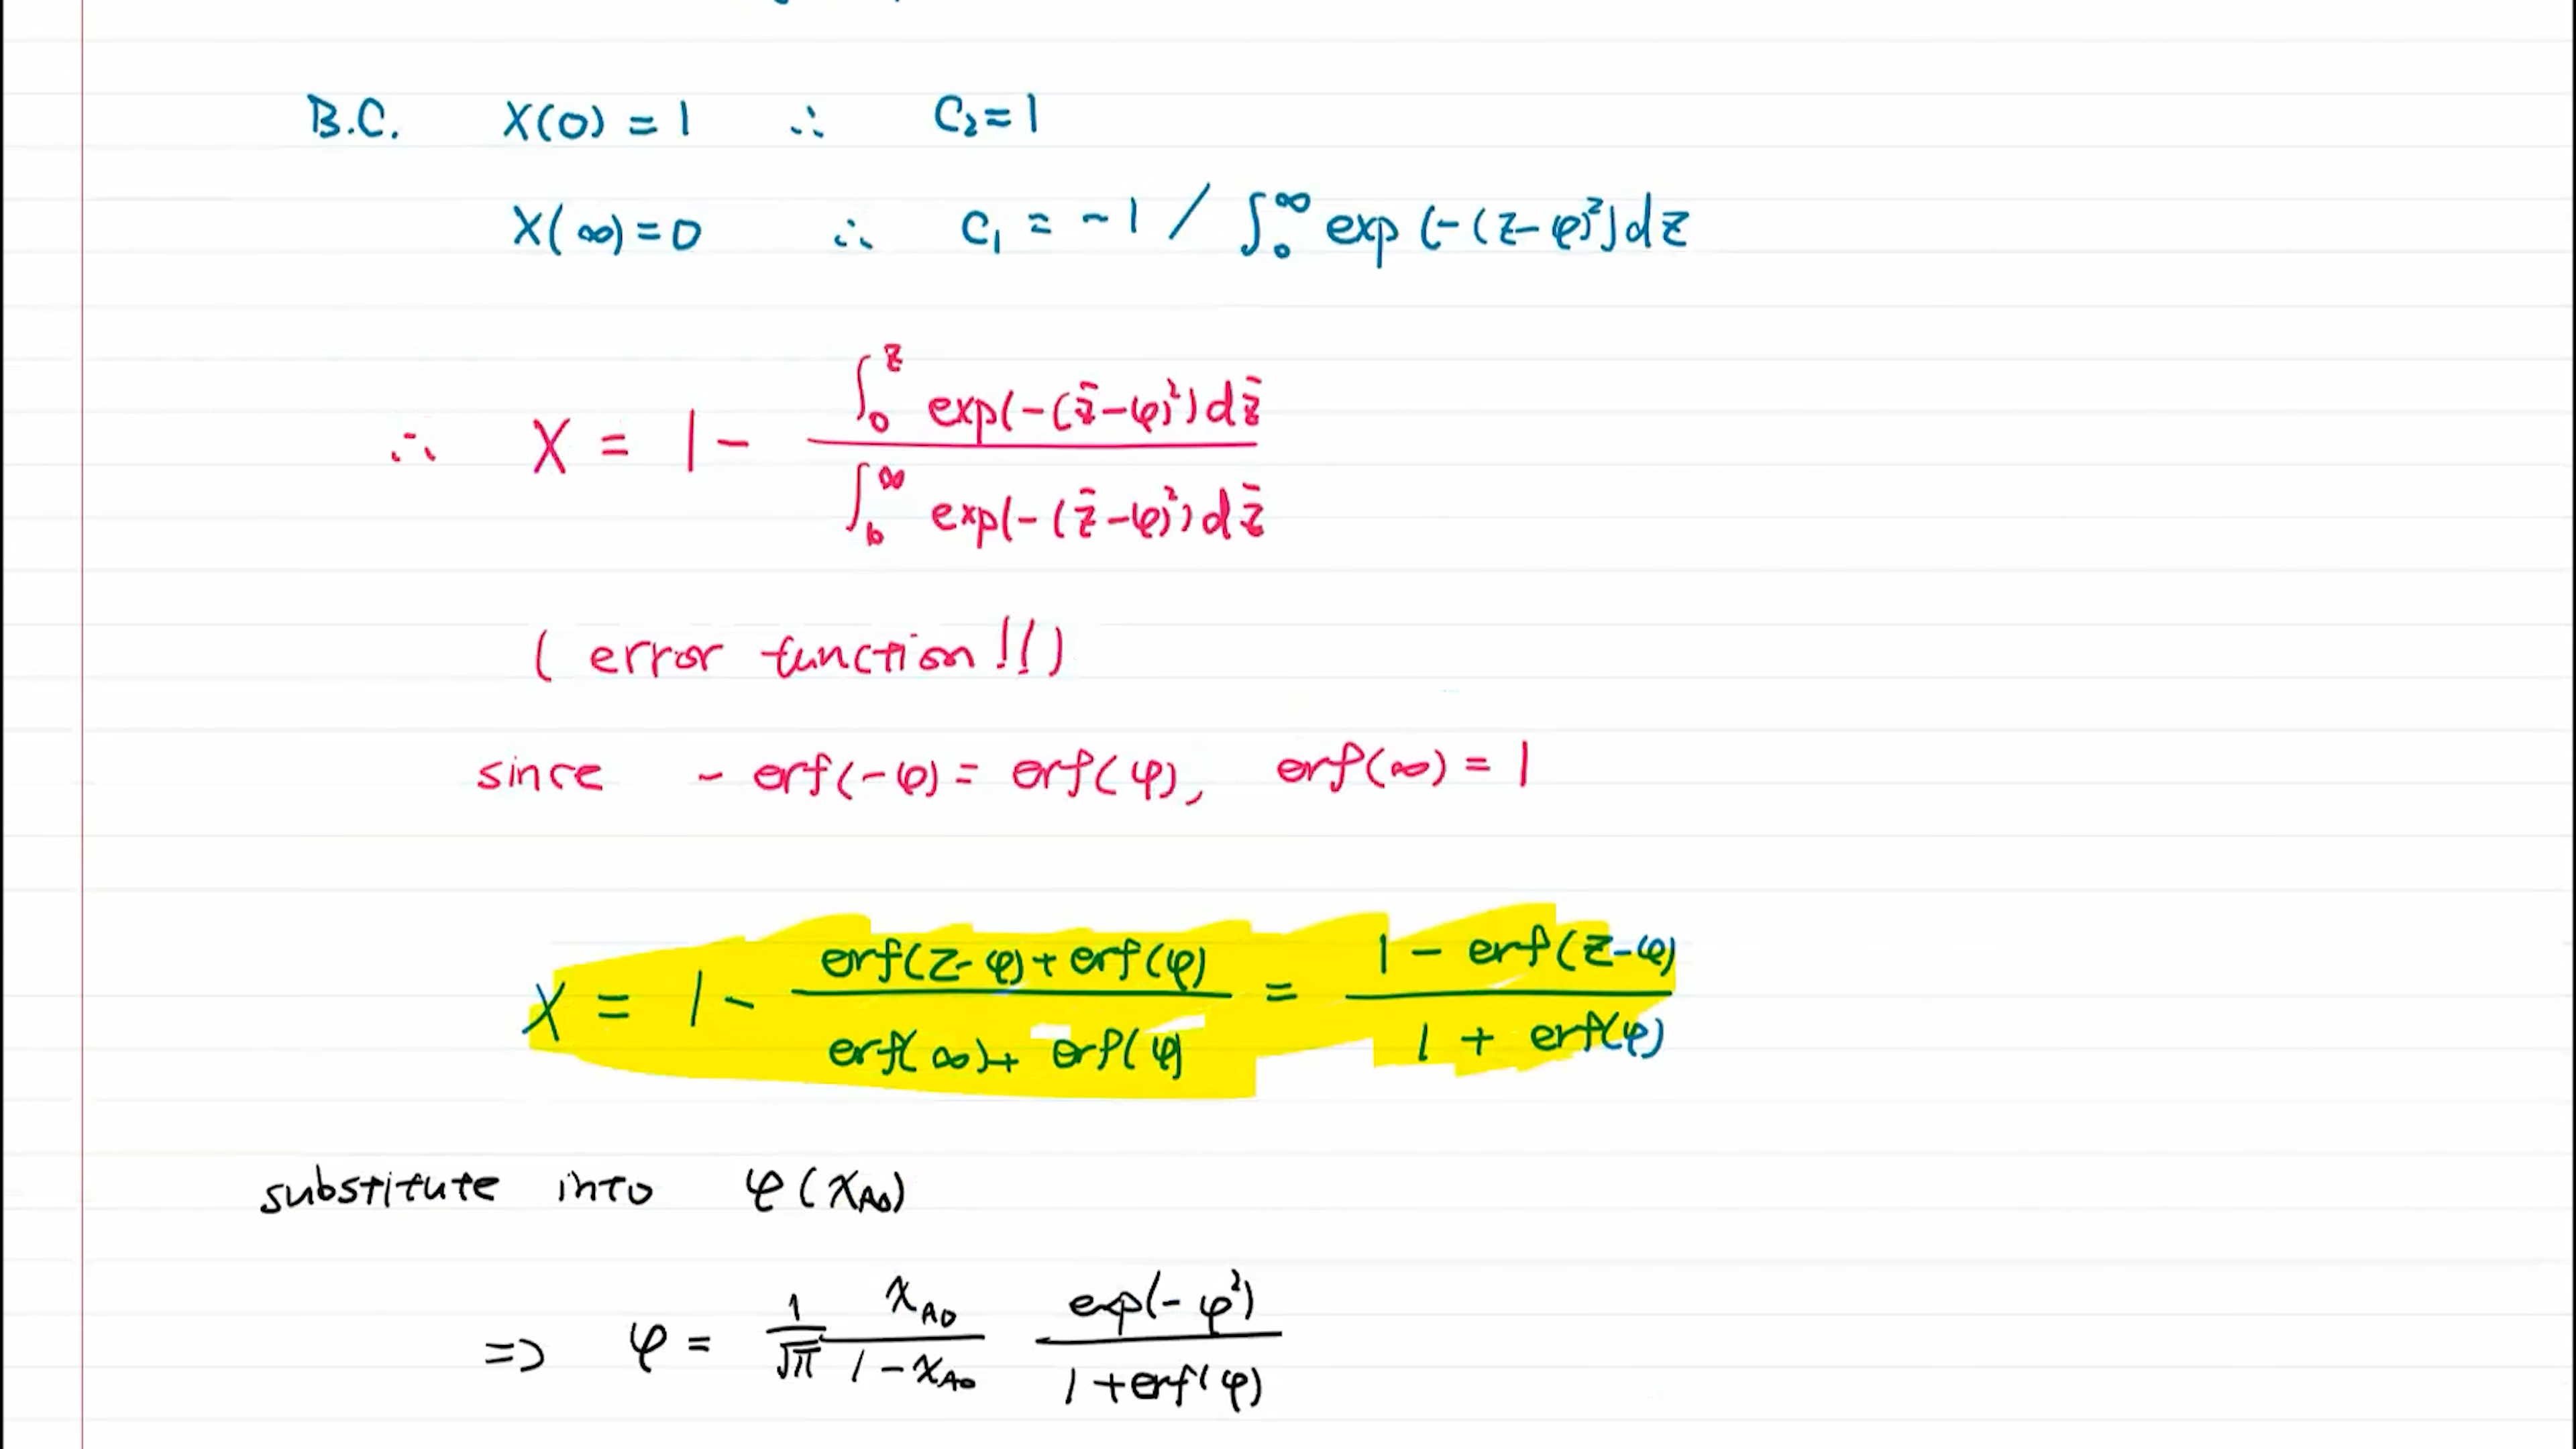 B.C. X(0) = 1 ∴ C₂ = 1
X(∞) = 0 ∴ C₁ = -1 / ∫₀^∞ exp(-(z-φ)²)dz
∴ X = 1 - ∫₀^z exp(-(z̄-φ)²)dz̄ / ∫₀^∞ exp(-(z̄-φ)²)dz̄
(error function!!)
since -erf(-φ) = erf(φ), erf(∞) = 1
X = 1 - (erf(z-φ)+erf(φ)) / (erf(∞)+erf(φ)) = (1 - erf(z-φ)) / (1 + erf(φ))
substitute into φ(x_A0)
=> φ = 1/√π x_A0/(1-x_A0) exp(-φ²)/(1+erf(φ))